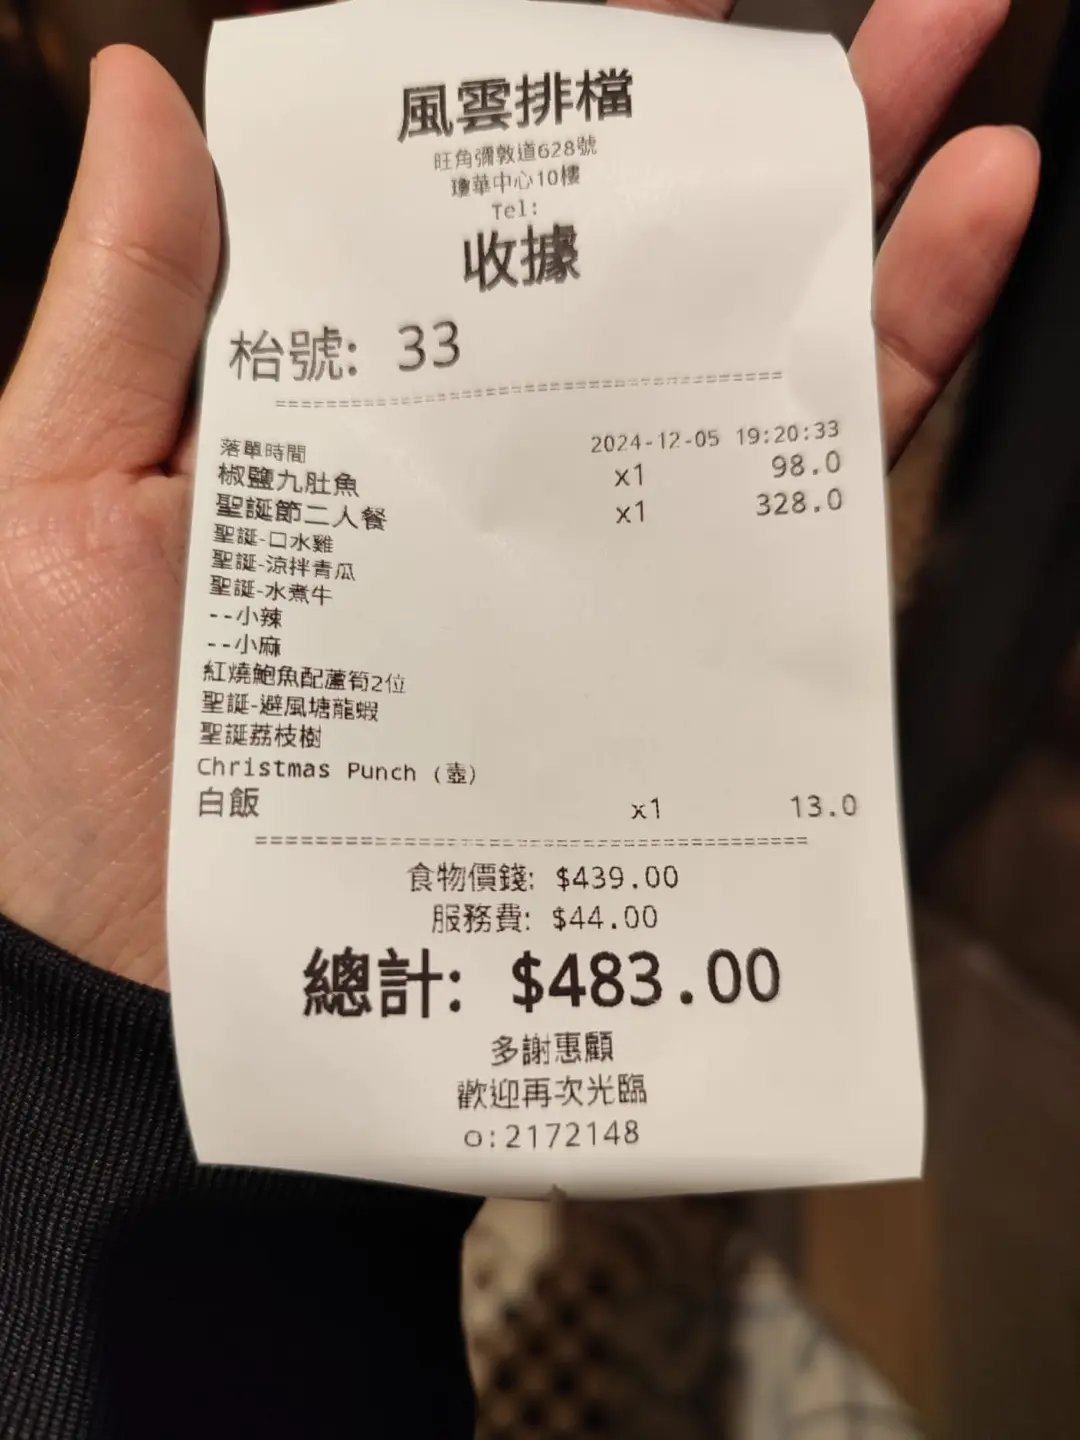 風雲排檔
旺角彌敦道628號
瓊華中心10樓
Tel:
收據
枱號: 33
========================================
落單時間 2024-12-05 19:20:33
椒鹽九肚魚 x1 98.0
聖誕節二人餐 x1 328.0
聖誕-口水雞
聖誕-涼拌青瓜
聖誕-水煮牛
--小辣
--小麻
紅燒鮑魚配蘆筍2位
聖誕-避風塘龍蝦
聖誕荔枝樹
Christmas Punch (壺)
白飯 x1 13.0
========================================
食物價錢: $439.00
服務費: $44.00
總計: $483.00
多謝惠顧
歡迎再次光臨
O:2172148